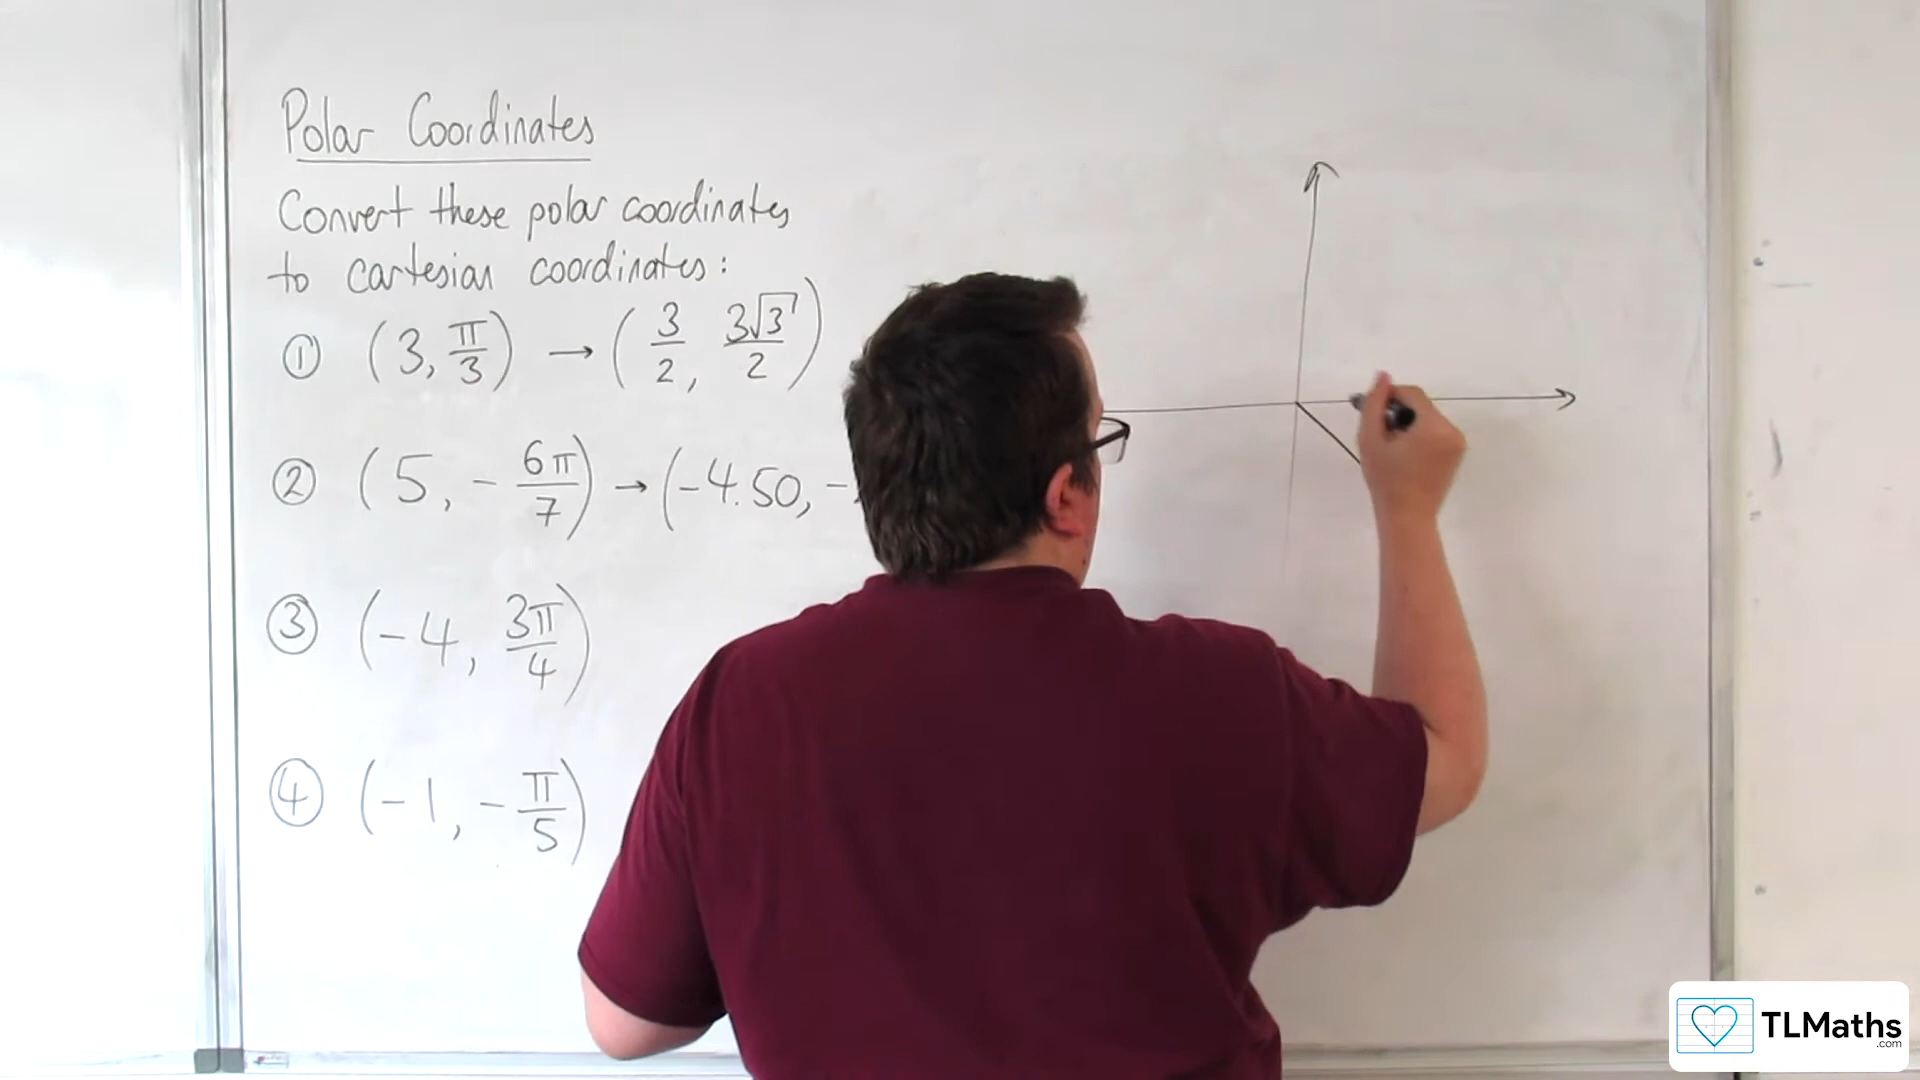 Polar Coordinates
Convert these polar coordinates
to cartesian coordinates:
① (3, π/3) → (3/2, 3√3/2)
② (5, -6π/7) → (-4.50, -
③ (-4, 3π/4)
④ (-1, -π/5)
TLMaths
.com